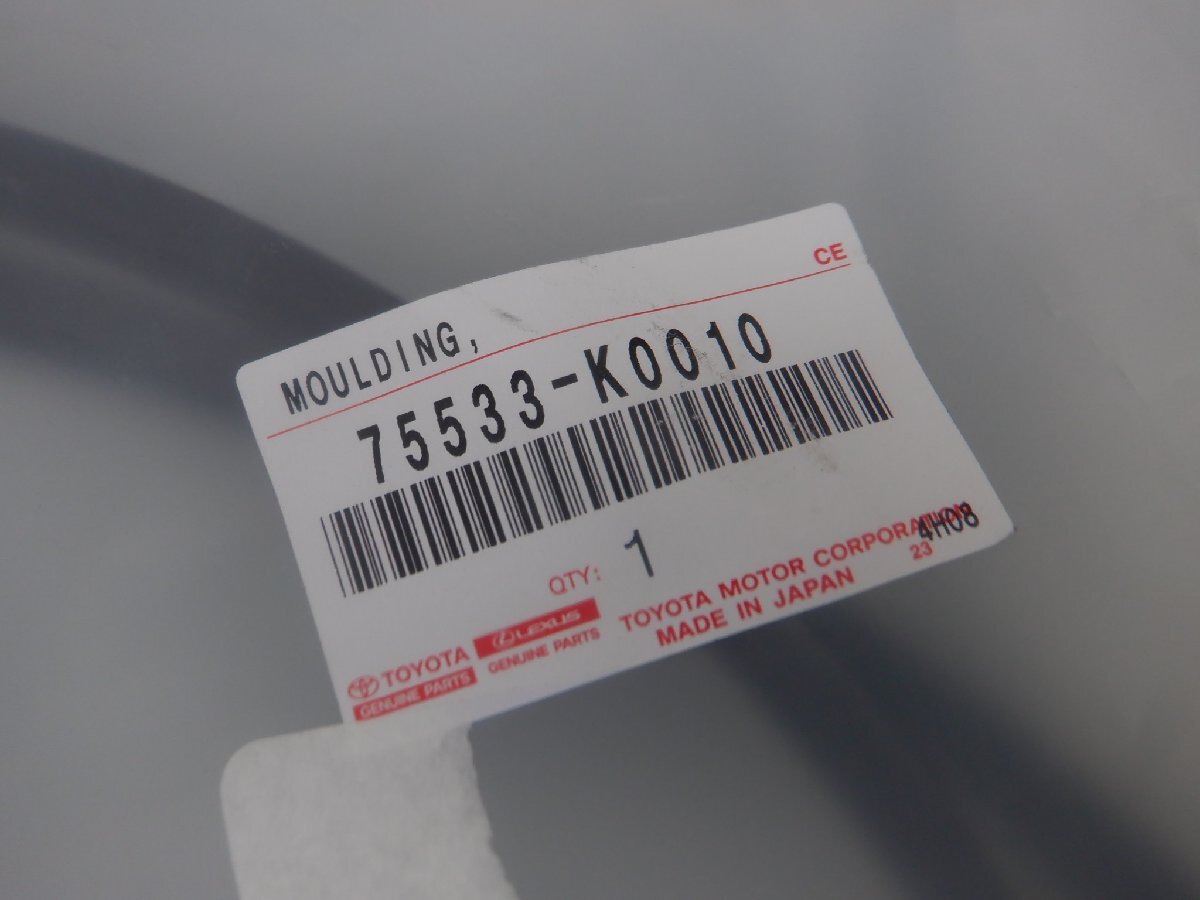 CE
MOULDING,
75533-K0010
QTY: 1
TOYOTA
GENUINE PARTS
LEXUS
GENUINE PARTS
TOYOTA MOTOR CORPORATION
MADE IN JAPAN
23
4H08